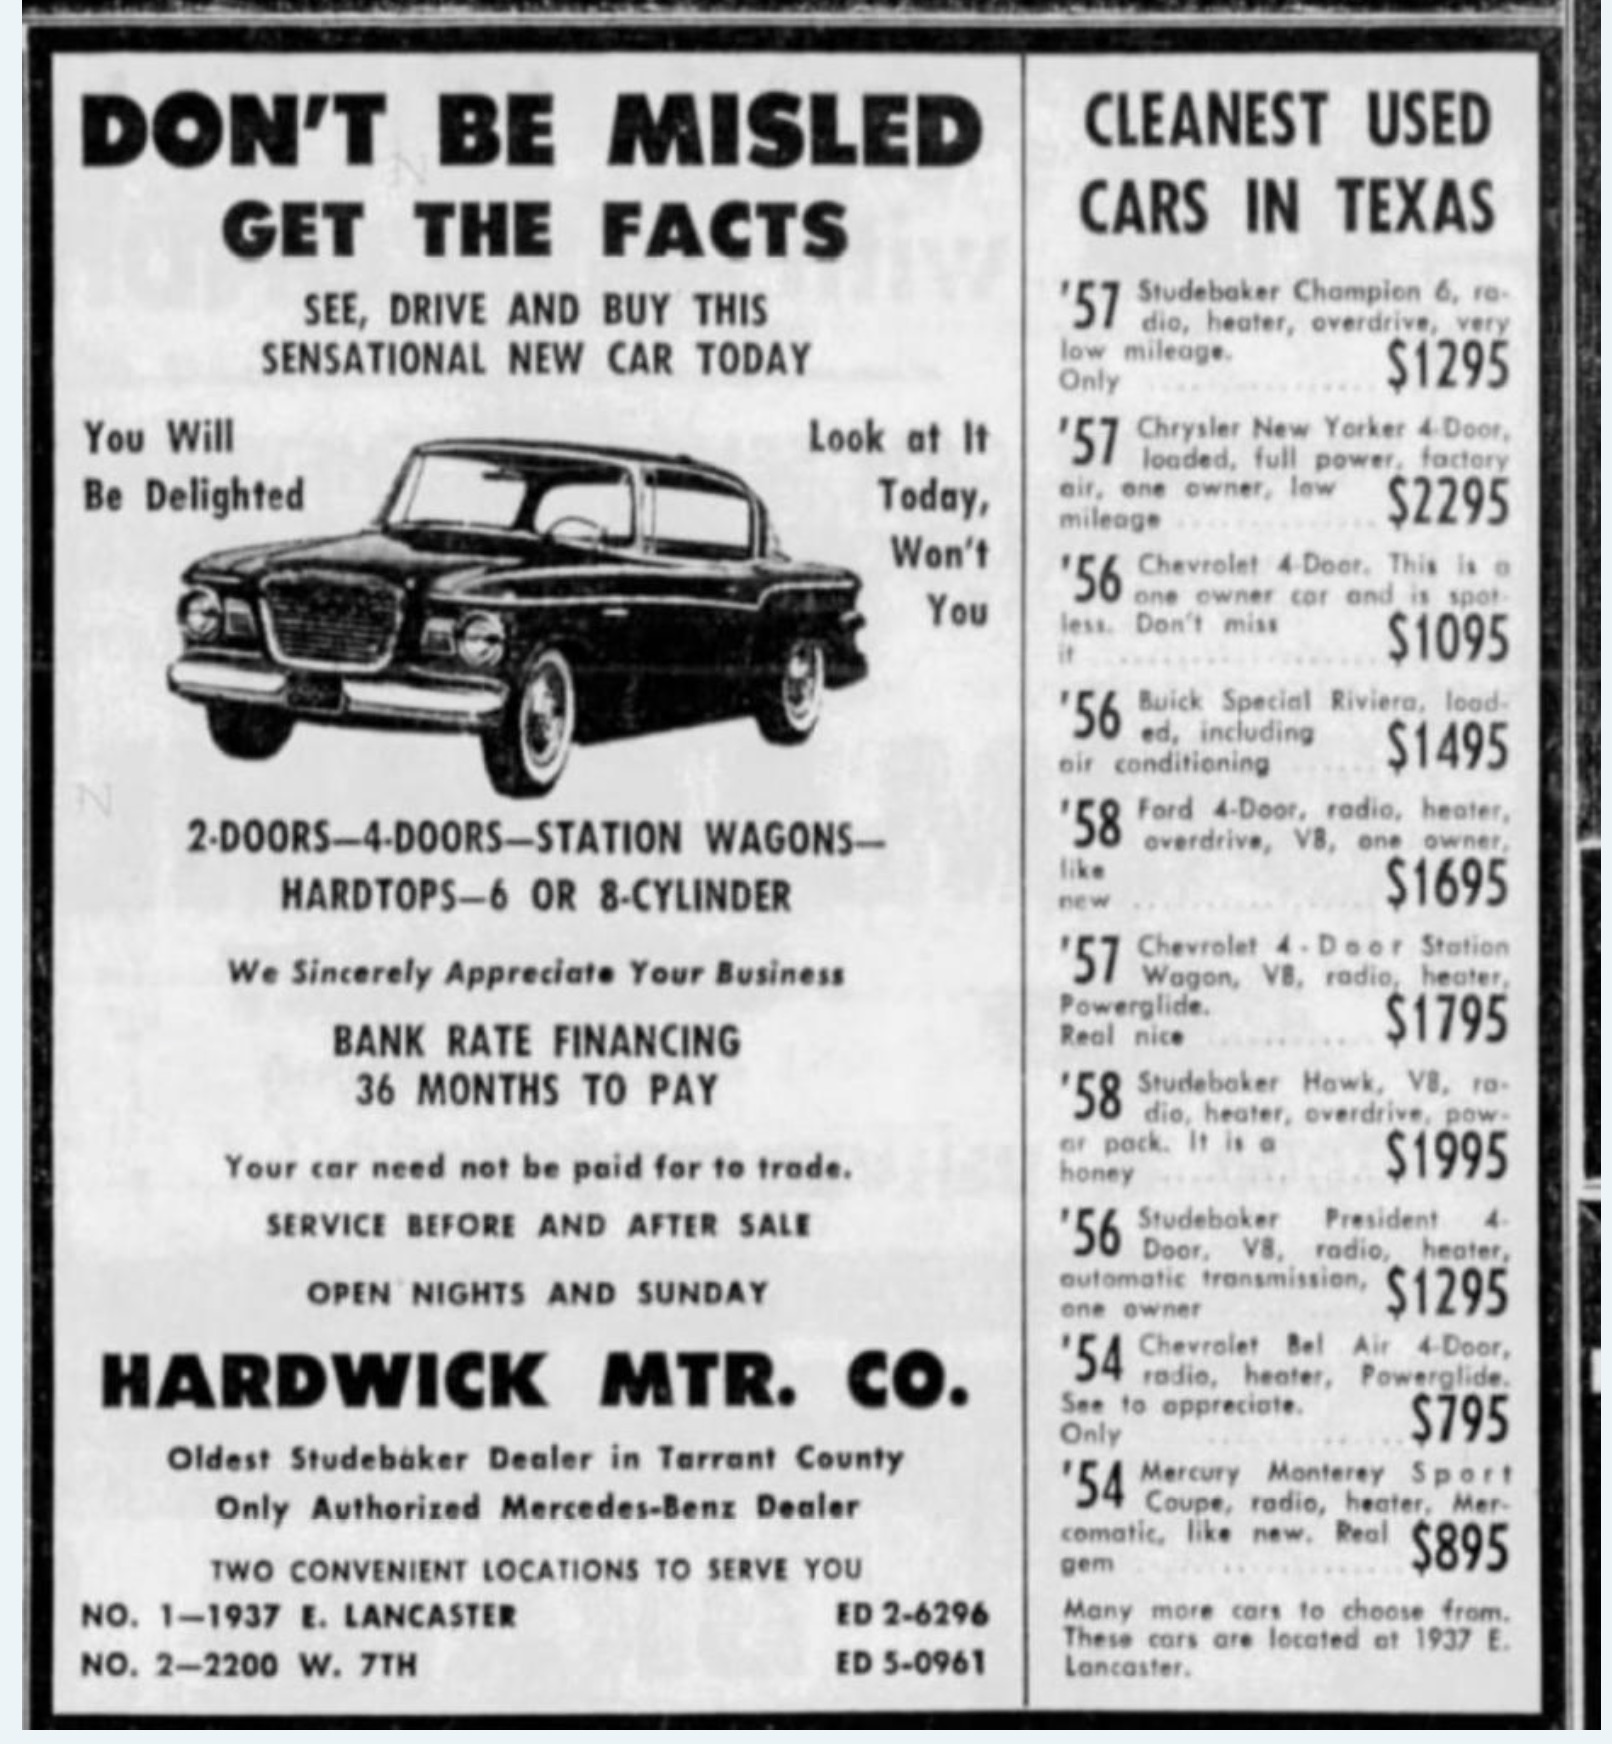 DON'T BE MISLED
GET THE FACTS
SEE, DRIVE AND BUY THIS
SENSATIONAL NEW CAR TODAY
You Will
Be Delighted
Look at It
Today,
Won't
You
2-DOORS—4-DOORS—STATION WAGONS—
HARDTOPS—6 OR 8-CYLINDER
We Sincerely Appreciate Your Business
BANK RATE FINANCING
36 MONTHS TO PAY
Your car need not be paid for to trade.
SERVICE BEFORE AND AFTER SALE
OPEN NIGHTS AND SUNDAY
HARDWICK MTR. CO.
Oldest Studebaker Dealer in Tarrant County
Only Authorized Mercedes-Benz Dealer
TWO CONVENIENT LOCATIONS TO SERVE YOU
NO. 1—1937 E. LANCASTER ED 2-6296
NO. 2—2200 W. 7TH ED 5-0961
CLEANEST USED
CARS IN TEXAS
'57 Studebaker Champion 6, ra-
dio, heater, overdrive, very
low mileage.
Only ................ $1295
'57 Chrysler New Yorker 4-Door,
loaded, full power, factory
air, one owner, low
mileage .............. $2295
'56 Chevrolet 4-Door. This is a
one owner car and is spot-
less. Don't miss
it .................. $1095
'56 Buick Special Riviera, load-
ed, including
air conditioning ...... $1495
'58 Ford 4-Door, radio, heater,
overdrive, V8, one owner,
like
new ................ $1695
'57 Chevrolet 4-Door Station
Wagon, V8, radio, heater,
Powerglide.
Real nice ............ $1795
'58 Studebaker Hawk, V8, ra-
dio, heater, overdrive, pow-
er pack. It is a
honey .............. $1995
'56 Studebaker President 4-
Door, V8, radio, heater,
automatic transmission,
one owner ........ $1295
'54 Chevrolet Bel Air 4-Door,
radio, heater, Powerglide.
See to appreciate.
Only .............. $795
'54 Mercury Monterey Sport
Coupe, radio, heater, Mer-
comatic, like new. Real
gem ................ $895
Many more cars to choose from.
These cars are located at 1937 E.
Lancaster.